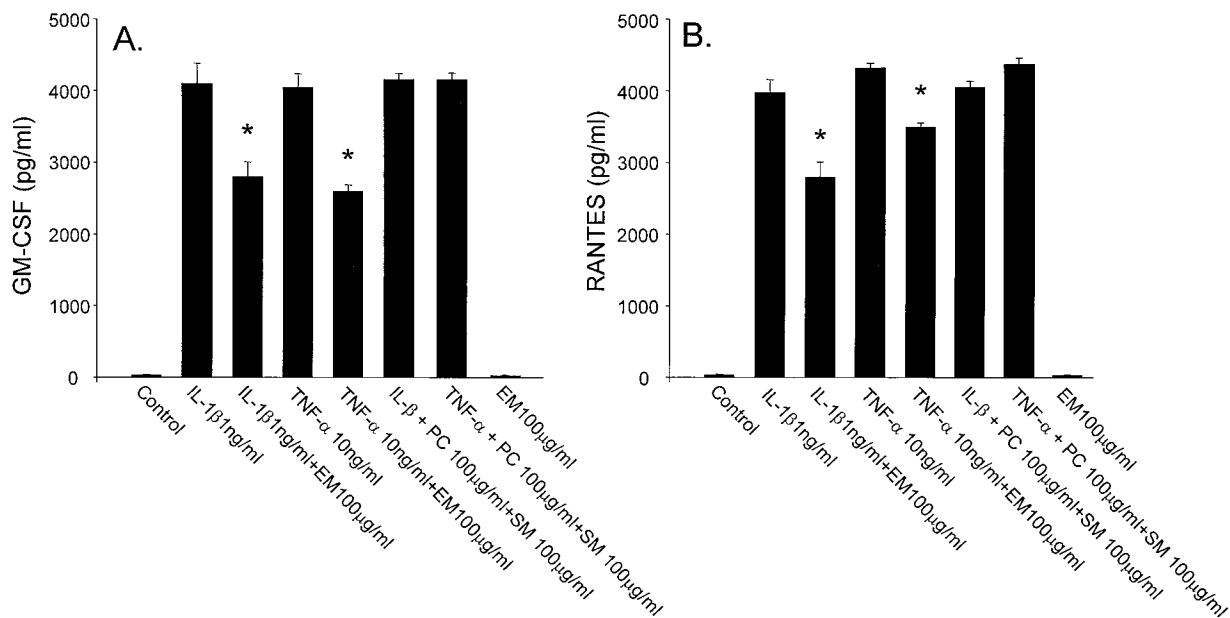 A.
GM-CSF (pg/ml)
5000
4000
3000
2000
1000
0
*
*
Control
IL-1β1ng/ml
IL-1β1ng/ml+EM100μg/ml
TNF-α 10ng/ml
TNF-α 10ng/ml+EM100μg/ml
IL-β + PC 100μg/ml+SM 100μg/ml
TNF-α + PC 100μg/ml+SM 100μg/ml
EM100μg/ml
B.
RANTES (pg/ml)
5000
4000
3000
2000
1000
0
*
*
Control
IL-1β1ng/ml
IL-1β1ng/ml+EM100μg/ml
TNF-α 10ng/ml
TNF-α 10ng/ml+EM100μg/ml
IL-β + PC 100μg/ml+SM 100μg/ml
TNF-α + PC 100μg/ml+SM 100μg/ml
EM100μg/ml